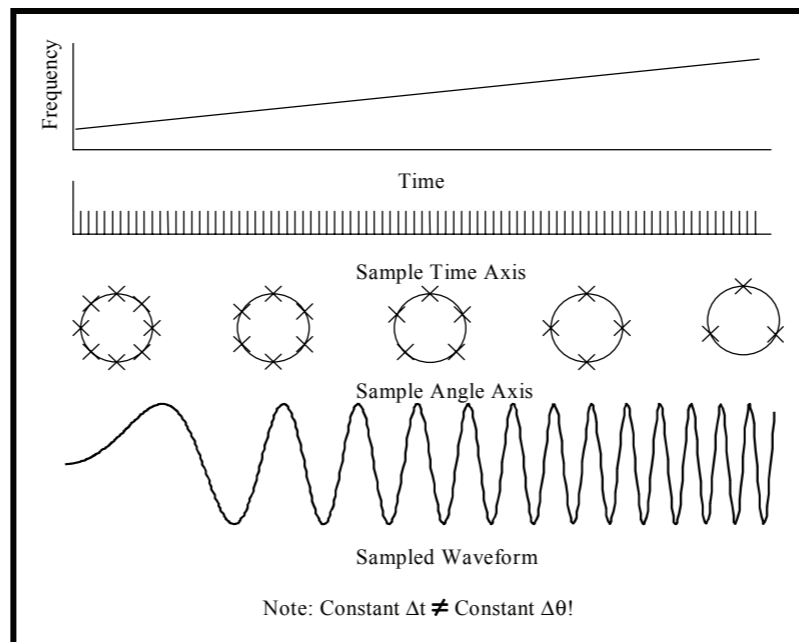 Frequency
Time
Sample Time Axis
Sample Angle Axis
Sampled Waveform
Note: Constant Δt ≠ Constant Δθ!